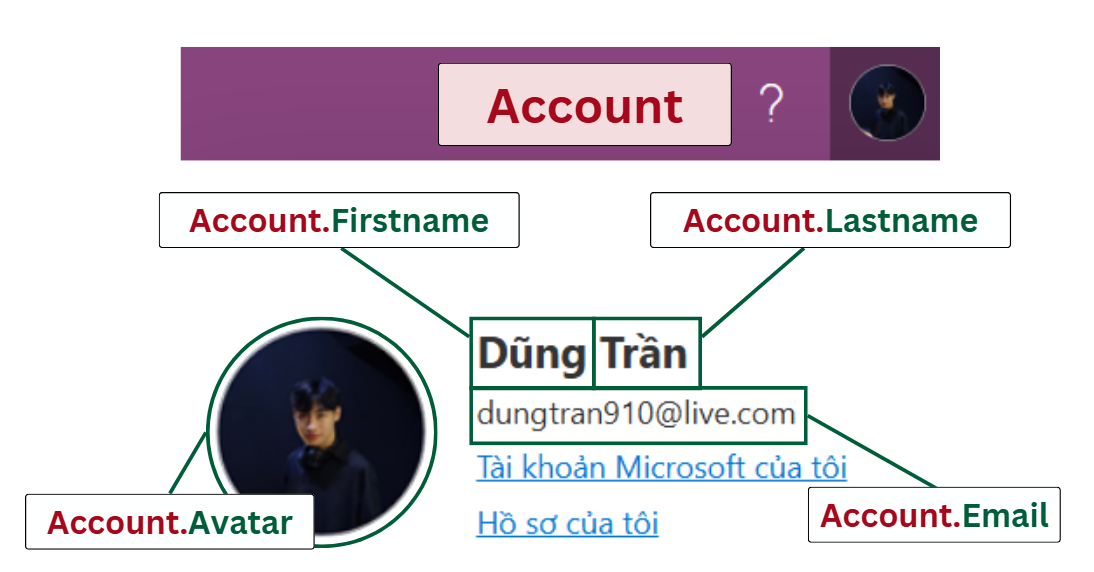 Account
?
Account.Firstname
Account.Lastname
Dũng Trần
dungtran910@live.com
Tài khoản Microsoft của tôi
Hồ sơ của tôi
Account.Avatar
Account.Email